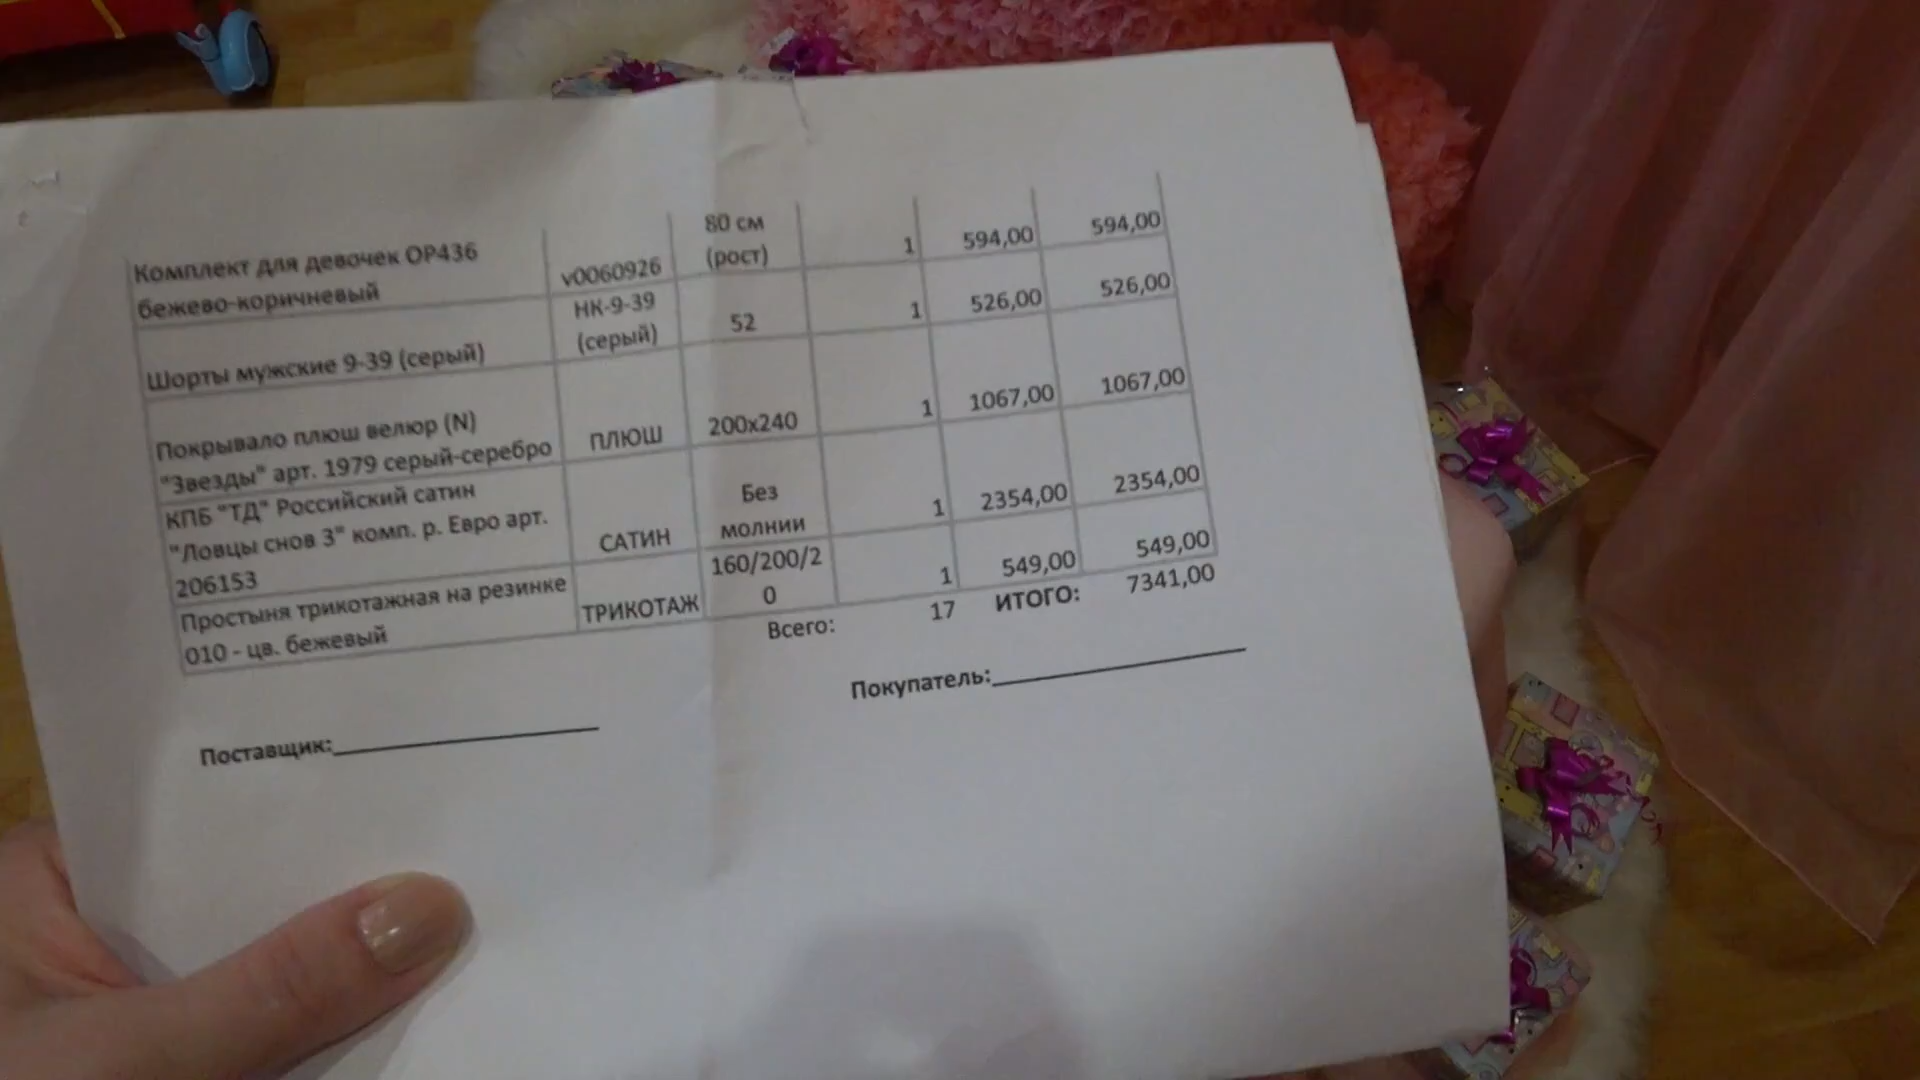 Комплект для девочек ОР436
бежево-коричневый
v0060926
80 см
(рост)
1
594,00
594,00
Шорты мужские 9-39 (серый)
НК-9-39
(серый)
52
1
526,00
526,00
Покрывало плюш велюр (N)
"Звезды" арт. 1979 серый-серебро
ПЛЮШ
200х240
1
1067,00
1067,00
КПБ "ТД" Российский сатин
"Ловцы снов 3" комп. р. Евро арт.
206153
САТИН
Без
молнии
1
2354,00
2354,00
Простыня трикотажная на резинке
010 - цв. бежевый
ТРИКОТАЖ
160/200/2
0
1
549,00
549,00
Всего:
17
ИТОГО:
7341,00
Поставщик:
Покупатель: